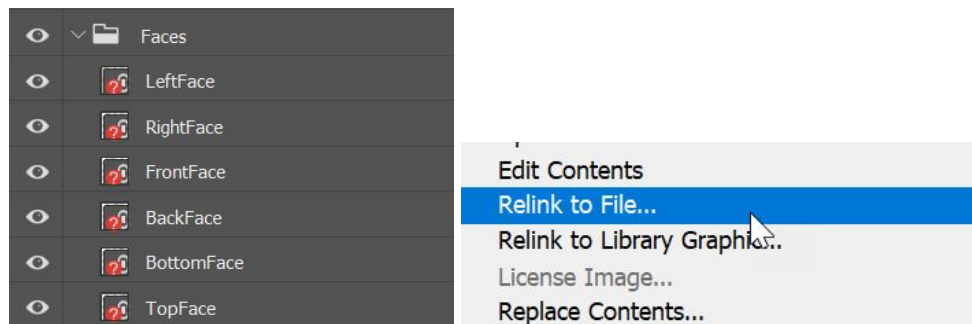 Faces
LeftFace
RightFace
FrontFace
BackFace
BottomFace
TopFace
Edit Contents
Relink to File...
Relink to Library Graphic...
License Image...
Replace Contents...